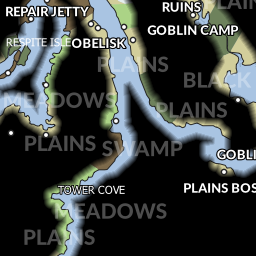 PLAIN
RUINS
REPAIR JETTY
GOBLIN CAMP
RESPITE ISLE
OBELISK
PLAINS
BLACK
MEADOWS
PLAINS
PLAINS
SWAMP
GOBLI
TOWER COVE
PLAINS BOS
MEADOWS
PLAINS